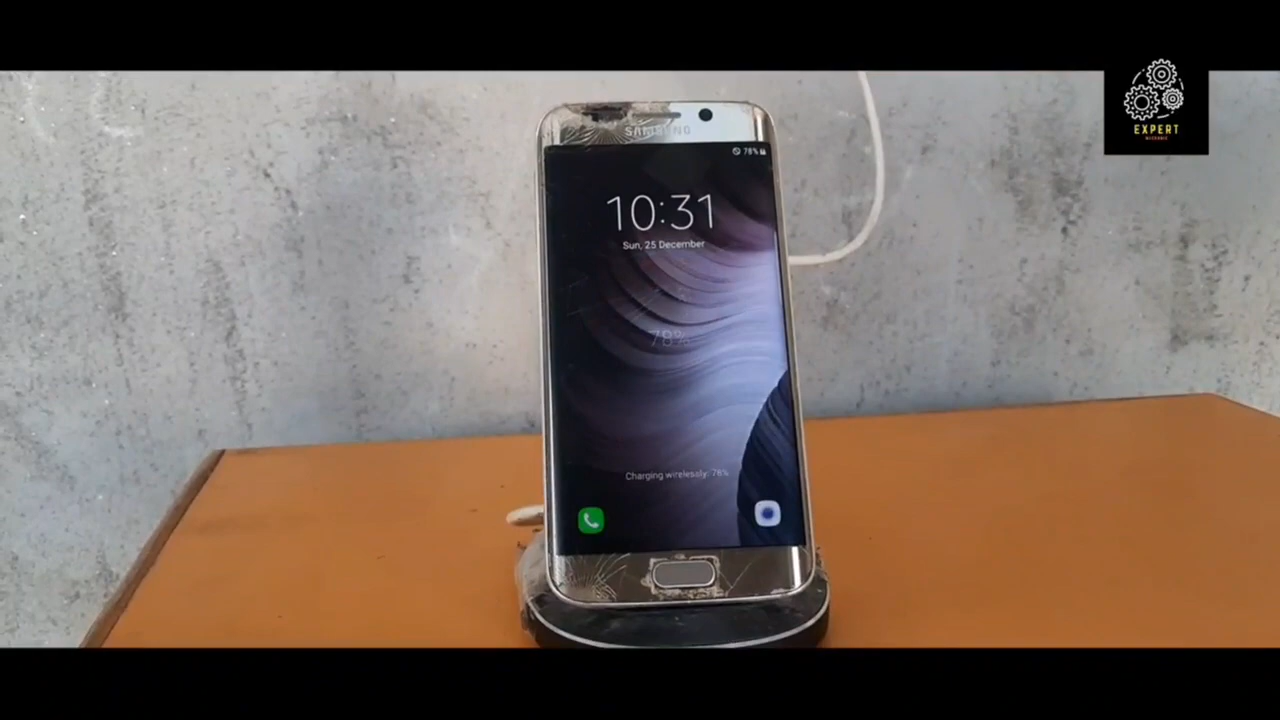 EXPERT
SAMSUNG
78%
10:31
Sun, 25 December
78%
Charging wirelessly: 78%